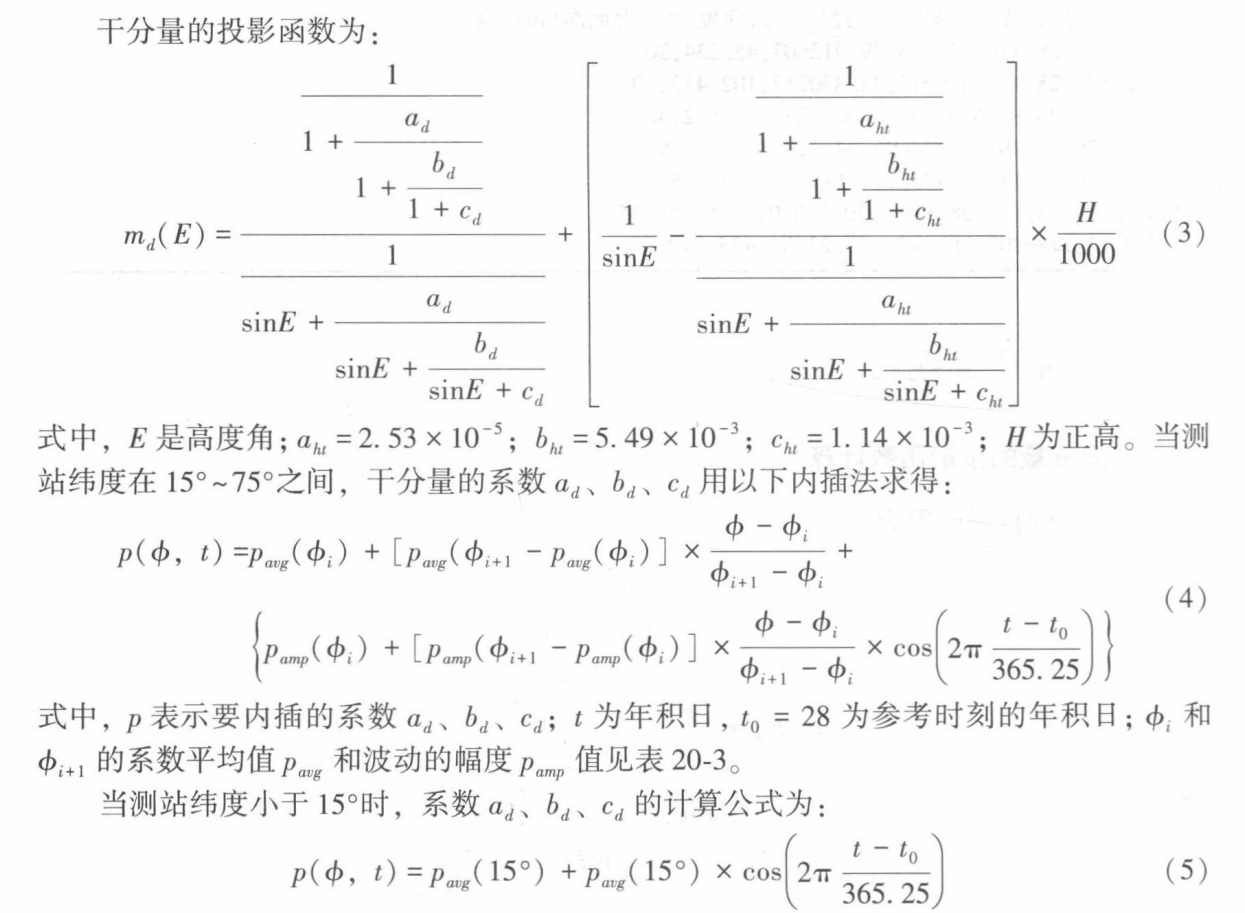 干分量的投影函数为：
$$m_d(E) = \frac{\frac{1}{1 + \frac{a_d}{1 + \frac{b_d}{1 + c_d}}}}{\frac{1}{\sin E + \frac{a_d}{\sin E + \frac{b_d}{\sin E + c_d}}}} + \left[ \frac{1}{\sin E} - \frac{\frac{1}{1 + \frac{a_{ht}}{1 + \frac{b_{ht}}{1 + c_{ht}}}}}{\frac{1}{\sin E + \frac{a_{ht}}{\sin E + \frac{b_{ht}}{\sin E + c_{ht}}}}} \right] \times \frac{H}{1000} \quad (3)$$
式中，E 是高度角；$a_{ht} = 2.53 \times 10^{-5}$；$b_{ht} = 5.49 \times 10^{-3}$；$c_{ht} = 1.14 \times 10^{-3}$；H 为正高。当测
站纬度在 15°~75°之间，干分量的系数 $a_d$、$b_d$、$c_d$ 用以下内插法求得：
$$p(\phi, t) = p_{avg}(\phi_i) + [p_{avg}(\phi_{i+1} - p_{avg}(\phi_i)] \times \frac{\phi - \phi_i}{\phi_{i+1} - \phi_i} +$$
$$\left\{ p_{amp}(\phi_i) + [p_{amp}(\phi_{i+1} - p_{amp}(\phi_i)] \times \frac{\phi - \phi_i}{\phi_{i+1} - \phi_i} \times \cos\left(2\pi \frac{t - t_0}{365.25}\right) \right\} \quad (4)$$
式中，p 表示要内插的系数 $a_d$、$b_d$、$c_d$；t 为年积日，$t_0 = 28$ 为参考时刻的年积日；$\phi_i$ 和
$\phi_{i+1}$ 的系数平均值 $p_{avg}$ 和波动的幅度 $p_{amp}$ 值见表 20-3。
当测站纬度小于 15°时，系数 $a_d$、$b_d$、$c_d$ 的计算公式为：
$$p(\phi, t) = p_{avg}(15°) + p_{avg}(15°) \times \cos\left(2\pi \frac{t - t_0}{365.25}\right) \quad (5)$$